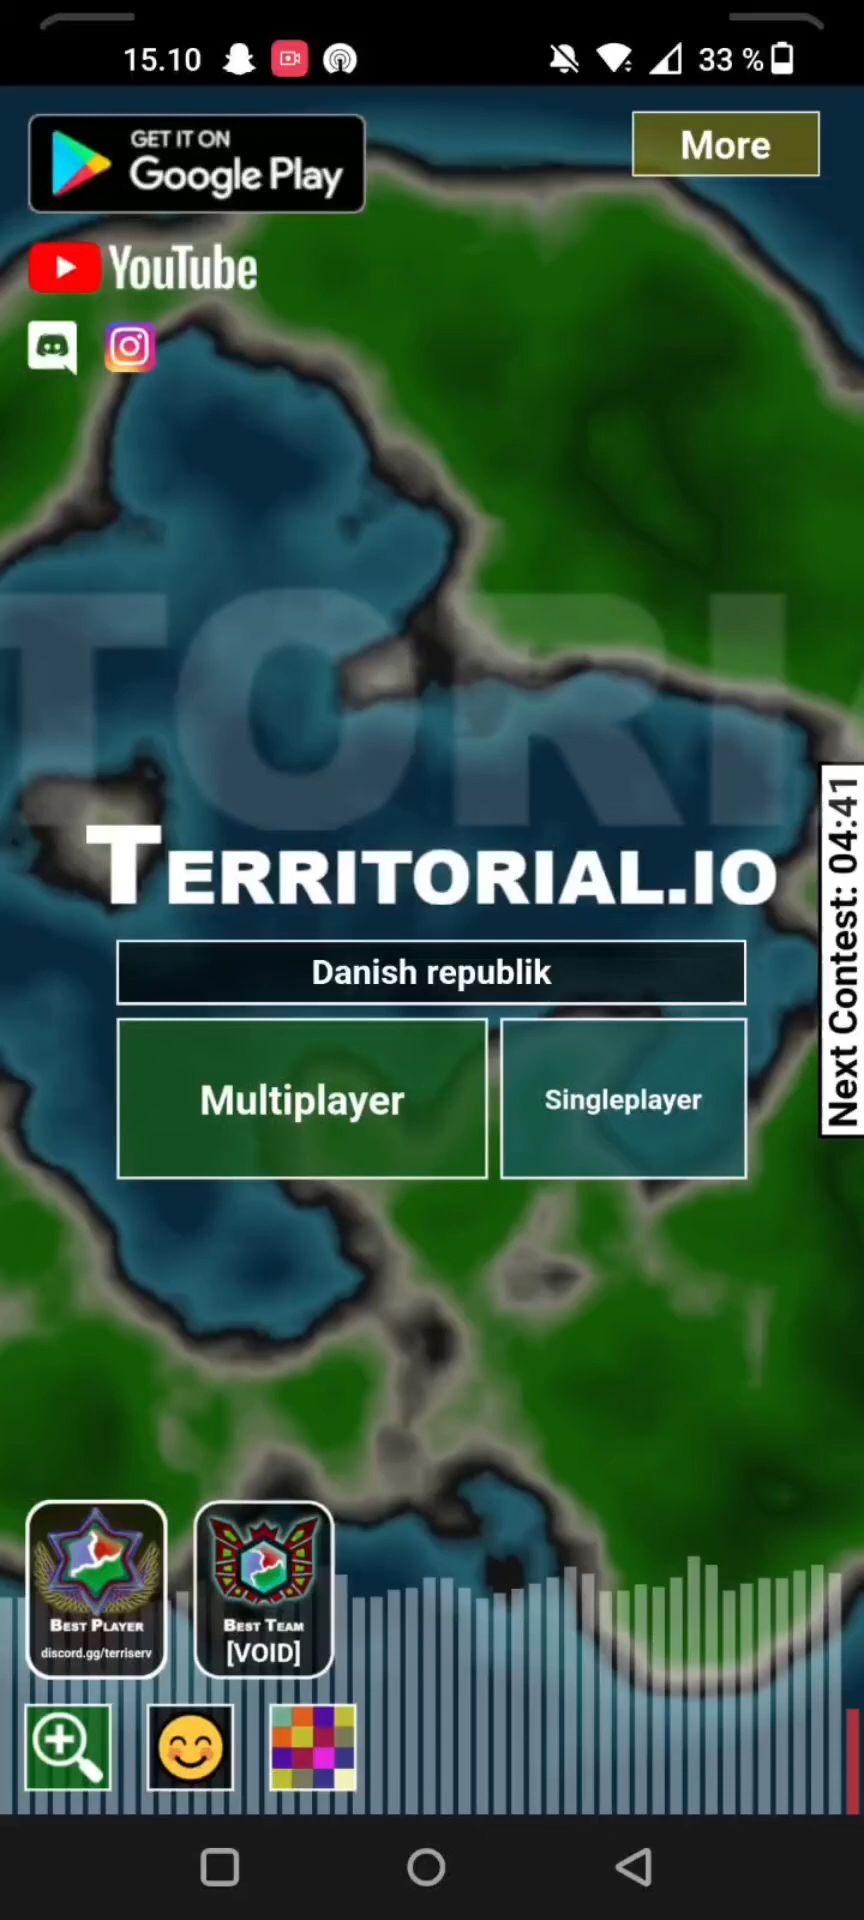 15.10
33 %
GET IT ON
Google Play
More
YouTube
TORI
TERRITORIAL.IO
Danish republik
Multiplayer
Singleplayer
Next Contest: 04:41
BEST PLAYER
discord.gg/terriserv
BEST TEAM
[VOID]